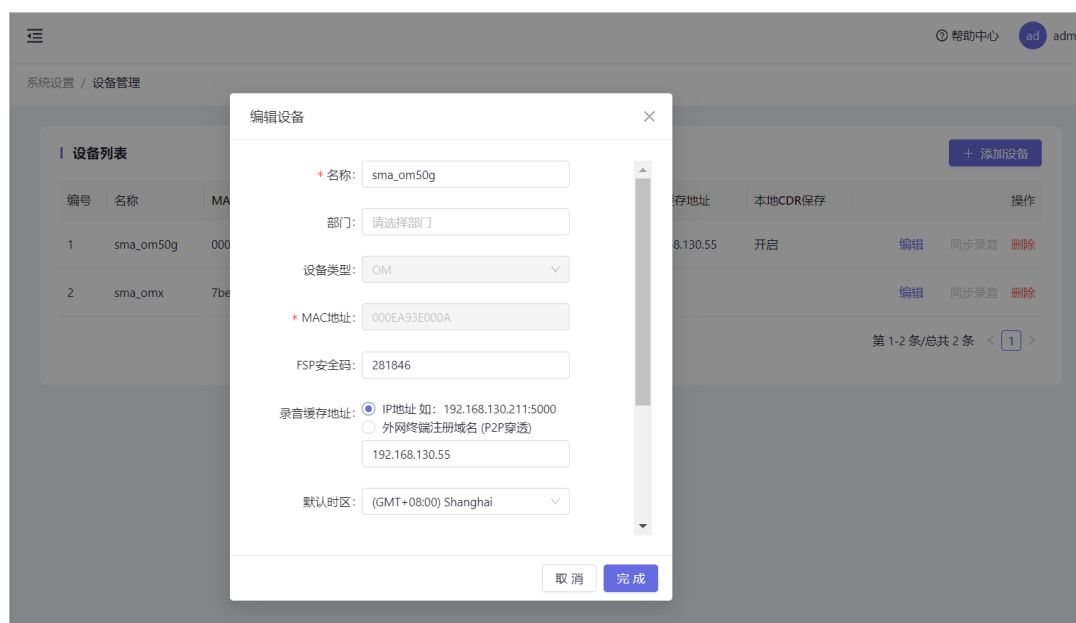 帮助中心 ad adm
系统设置 / 设备管理
编辑设备
设备列表
+ 添加设备
* 名称: sma_om50g
编号 名称 MA 存地址 本地CDR保存 操作
部门: 请选择部门
1 sma_om50g 000 8.130.55 开启 编辑 同步录音 删除
设备类型: OM
2 sma_omx 7be 编辑 同步录音 删除
* MAC地址: 000EA93E000A
第 1-2 条/总共 2 条 < 1 >
FSP安全码: 281846
录音缓存地址: IP地址 如: 192.168.130.211:5000
外网终端注册域名 (P2P穿透)
192.168.130.55
默认时区: (GMT+08:00) Shanghai
取 消 完 成